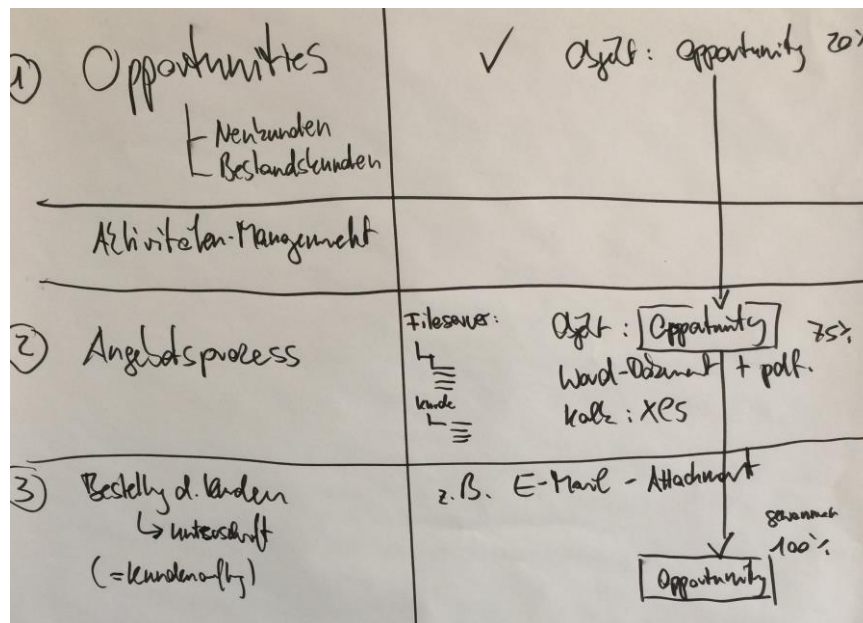 1 Opportunities
Neukunden
Bestandskunden
✓ Objekt: Opportunity 20%
Aktivitäten-Management
2 Angebotsprozess
Fileserver:
Kunde
Objekt: Opportunity 75%
Word-Dokument + pdf.
Kalk: XLS
3 Bestellg d. Kunden
↳ Unterschrift
(= Kundenauftrg)
z.B. E-Mail - Attachment
gewonnen
100%
Opportunity